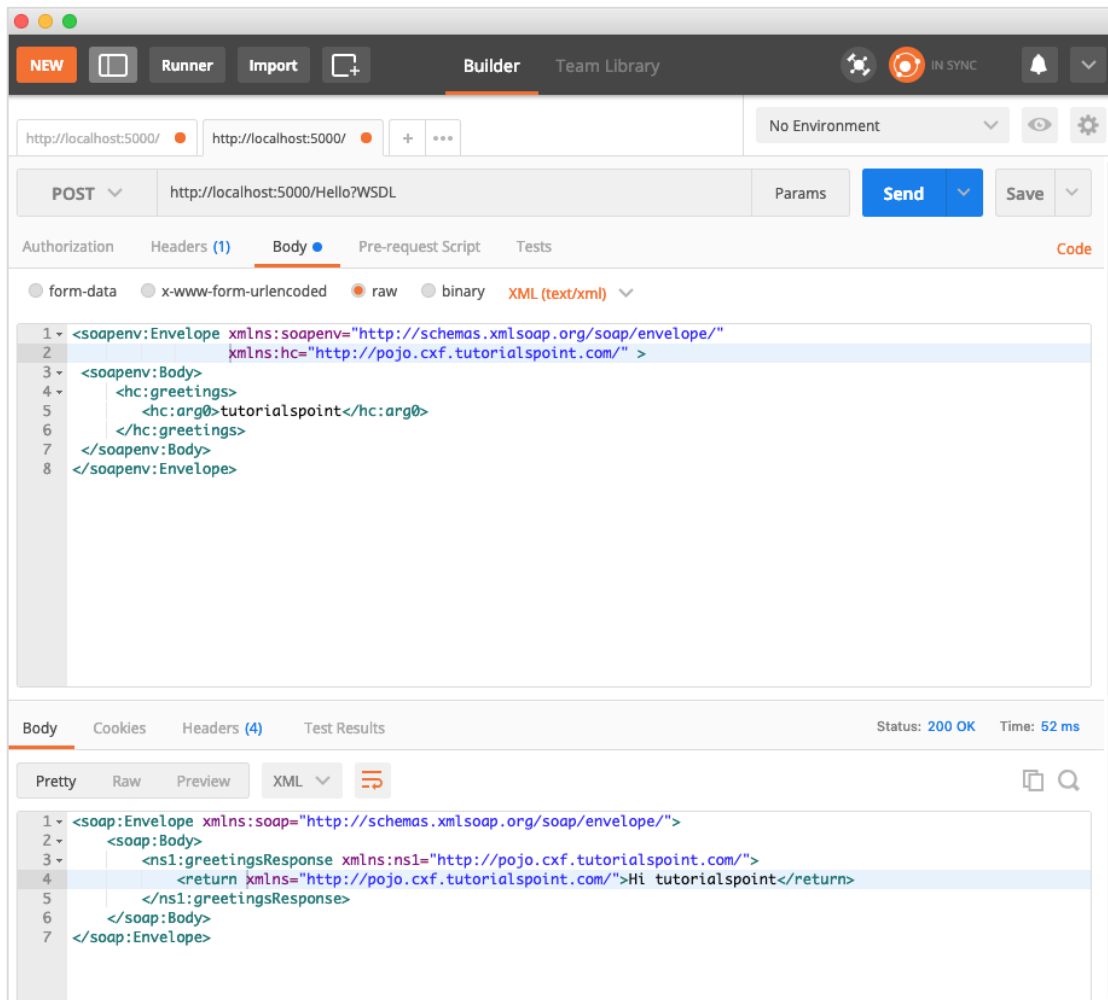 NEW Runner Import Builder Team Library IN SYNC
http://localhost:5000/ http://localhost:5000/ + ••• No Environment
POST http://localhost:5000/Hello?WSDL Params Send Save
Authorization Headers (1) Body Pre-request Script Tests Code
form-data x-www-form-urlencoded raw binary XML (text/xml)
1 <soapenv:Envelope xmlns:soapenv="http://schemas.xmlsoap.org/soap/envelope/"
2 xmlns:hc="http://pojo.cxf.tutorialspoint.com/" >
3 <soapenv:Body>
4 <hc:greetings>
5 <hc:arg0>tutorialspoint</hc:arg0>
6 </hc:greetings>
7 </soapenv:Body>
8 </soapenv:Envelope>
Body Cookies Headers (4) Test Results Status: 200 OK Time: 52 ms
Pretty Raw Preview XML
1 <soap:Envelope xmlns:soap="http://schemas.xmlsoap.org/soap/envelope/">
2 <soap:Body>
3 <ns1:greetingsResponse xmlns:ns1="http://pojo.cxf.tutorialspoint.com/">
4 <return xmlns="http://pojo.cxf.tutorialspoint.com/">Hi tutorialspoint</return>
5 </ns1:greetingsResponse>
6 </soap:Body>
7 </soap:Envelope>